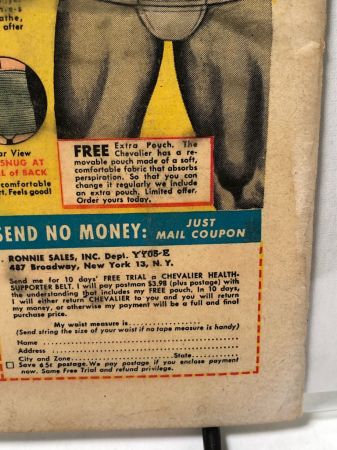 n-e-s
athe,
after
ar View
SNUG AT
L of BACK
comfortable
rt. Feels good!
FREE Extra Pouch. The
Chevalier has a re-
movable pouch made of a soft,
comfortable fabric that absorbs
perspiration. So that you can
change it regularly we include
an extra pouch. Limited offer.
Order yours today.
SEND NO MONEY: JUST
MAIL COUPON
RONNIE SALES, INC. Dept.
487 Broadway, New York 13, N. Y.
Send me for 10 days' FREE TRIAL a CHEVALIER HEALTH-
SUPPORTER BELT. I will pay postman $3.98 (plus postage) with
the understanding that includes my FREE pouch. In 10 days,
I will either return CHEVALIER to you and you will return
my money, or otherwise my payment will be a full and final
purchase price.
My waist measure is
(Send string the size of your waist if no tape measure is handy)
Name
Address
City and Zone State
Save 65¢ postage. We pay postage if you enclose payment
now. Same Free Trial and refund privilege.